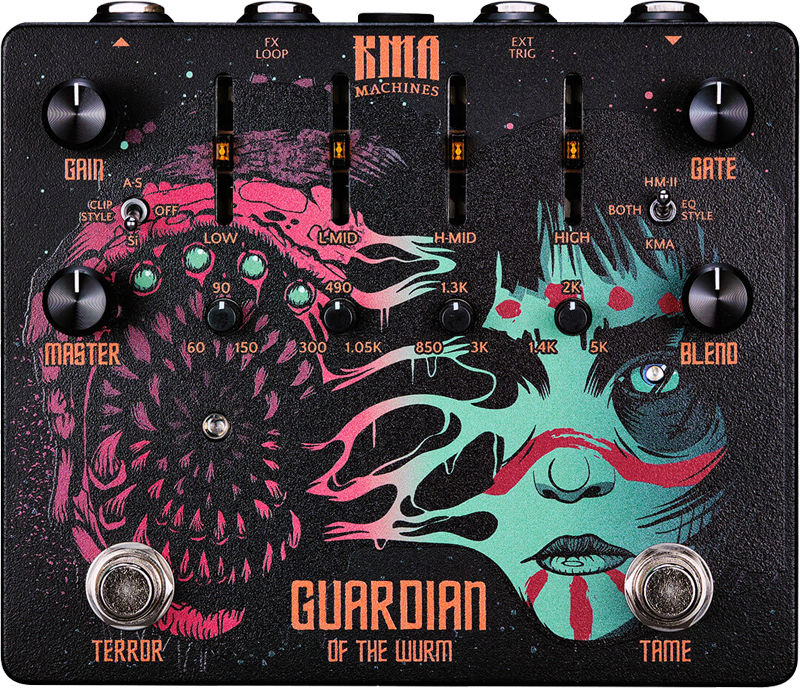 FX
LOOP
KMA
MACHINES
EXT
TRIG
GAIN
GATE
A-S
CLIP
STYLE
OFF
Si
HM-II
BOTH
EQ
STYLE
KMA
LOW
L-MID
H-MID
HIGH
90
490
1.3K
2K
MASTER
60
150
300
1.05K
850
3K
1.4K
5K
BLEND
GUARDIAN
OF THE WURM
TERROR
TAME